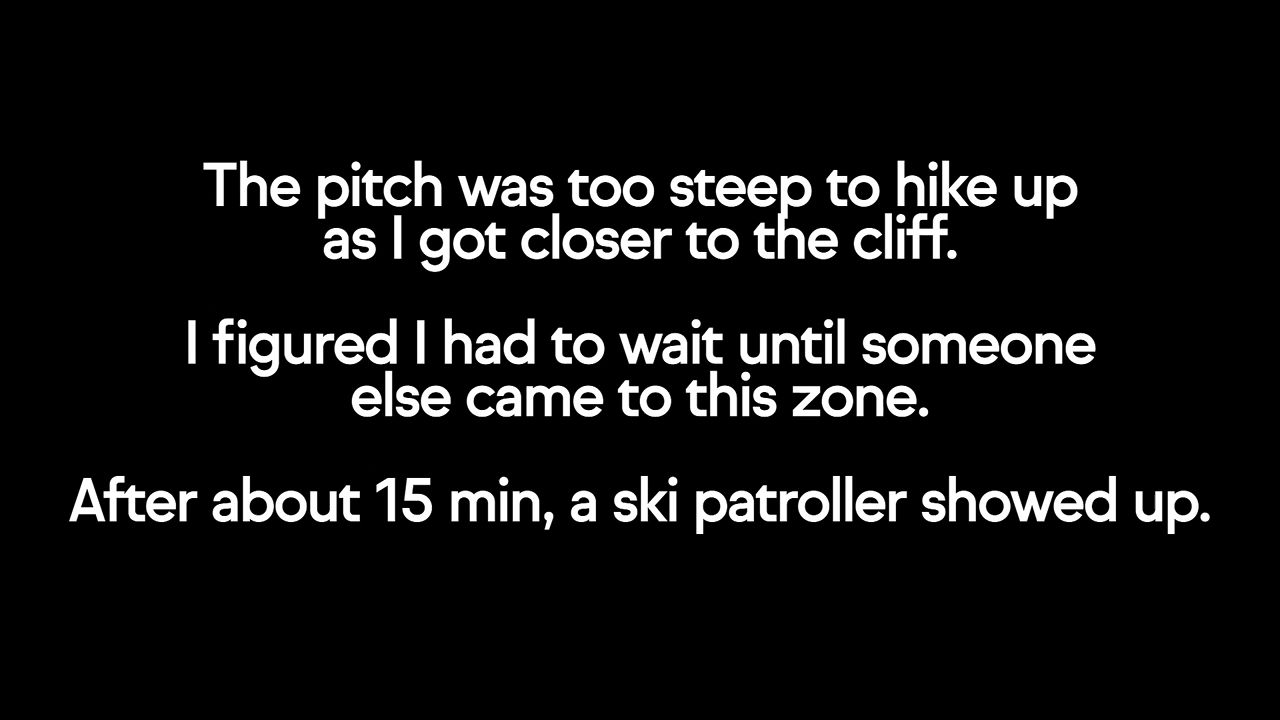 The pitch was too steep to hike up
as I got closer to the cliff.
I figured I had to wait until someone
else came to this zone.
After about 15 min, a ski patroller showed up.